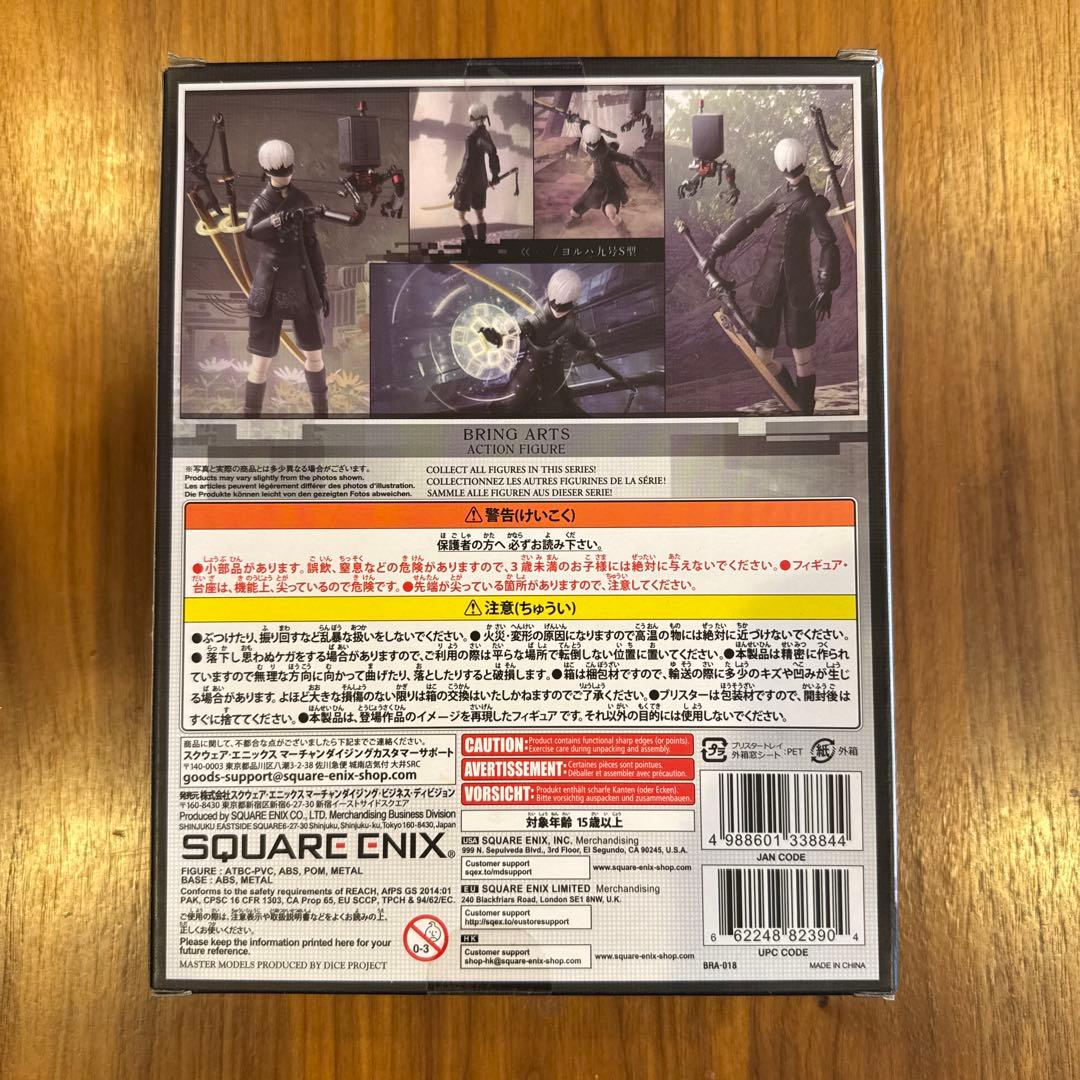 << /ヨルハ九号S型
BRING ARTS
ACTION FIGURE
※写真と実際の商品とは多少異なる場合がございます。
Products may vary slightly from the photos shown.
Les articles peuvent légèrement différer des photos d'illustration.
Die Produkte können leicht von den gezeigten Fotos abweichen.
COLLECT ALL FIGURES IN THIS SERIES!
COLLECTIONNEZ LES AUTRES FIGURINES DE LA SÉRIE!
SAMMLE ALLE FIGUREN AUS DIESER SERIE!
⚠警告(けいこく)
保護者の方へ 必ずお読み下さい。
●小部品があります。誤飲、窒息などの危険がありますので、3歳未満のお子様には絶対に与えないでください。●フィギュア・
台座は、機能上、尖っているので危険です。●先端が尖っている箇所がありますので、注意してください。
⚠注意(ちゅうい)
●ぶつけたり、振り回すなど乱暴な扱いをしないでください。●火災・変形の原因になりますので高温の物には絶対に近づけないでください。
●落下し思わぬケガをする場合がありますので、ご利用の際は平らな場所で転倒しない位置に置いてください。●本製品は精密に作られ
ていますので無理な方向に向かって曲げたり、落としたりすると破損します。●箱は梱包材ですので、輸送の際に多少のキズや凹みが生じ
る場合があります。よほど大きな損傷のない限りは箱の交換はいたしかねますのでご了承ください。●ブリスターは包装材ですので、開封後は
すぐに捨ててください。●本製品は、登場作品のイメージを再現したフィギュアです。それ以外の目的には使用しないでください。
商品に関して、不都合な点がございましたら下記までご連絡ください。
スクウェア・エニックス マーチャンダイジングカスタマーサポート
〒140-0003 東京都品川区八潮3-2-38 佐川急便 城南店気付 大井SRC
goods-support@square-enix-shop.com
発売元 株式会社スクウェア・エニックス マーチャンダイジング・ビジネス・ディビジョン
〒160-8430 東京都新宿区新宿6-27-30 新宿イーストサイドスクエア
Produced by SQUARE ENIX CO., LTD. Merchandising Business Division
SHINJUKU EASTSIDE SQUARE6-27-30 Shinjuku, Shinjuku-ku, Tokyo 160-8430, Japan
SQUARE ENIX®
FIGURE : ATBC-PVC, ABS, POM, METAL
BASE : ABS, METAL
Conforms to the safety requirements of REACH, AfPS GS 2014:01
PAK, CPSC 16 CFR 1303, CA Prop 65, EU SCCP, TPCH & 94/62/EC.
ご使用の際は、注意表示や取扱説明書などをよくお読みの上、
正しくお使いください。
Please keep the information printed here for your
future reference.
MASTER MODELS PRODUCED BY DiCE PROJECT
0-3
CAUTION
•Product contains functional sharp edges (or points).
•Exercise care during unpacking and assembly.
AVERTISSEMENT
•Certaines pièces sont pointues.
•Déballer et assembler avec précaution.
VORSICHT
•Produkt enthält scharfe Kanten (oder Ecken).
•Bitte vorsichtig auspacken und zusammenbauen.
対象年齢 15歳以上
USA SQUARE ENIX, INC. Merchandising
999 N. Sepulveda Blvd., 3rd Floor, El Segundo, CA 90245, U.S.A.
Customer support
sqex.to/mdsupport
www.square-enix-shop.com
EU SQUARE ENIX LIMITED Merchandising
240 Blackfriars Road, London SE1 8NW, U.K.
Customer support
http://sqex.to/eustoresupport
HK
Customer support
shop-hk@square-enix-shop.com
www.square-enix-shop.com
プラ
ブリスタートレイ
外箱窓シート
:PET
紙
外箱
4 988601 338844
JAN CODE
6 62248 82390 4
UPC CODE
BRA-018
MADE IN CHINA